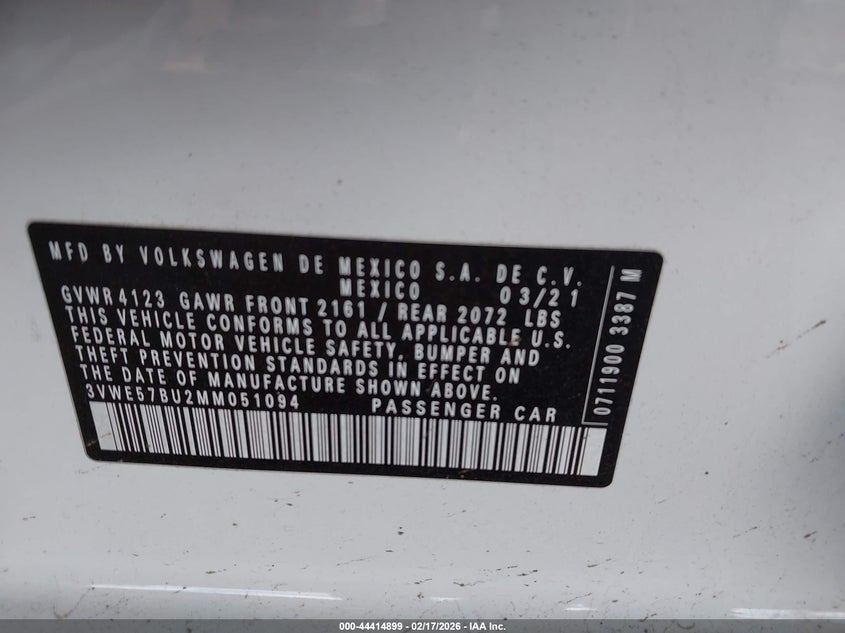 MFD BY VOLKSWAGEN DE MEXICO S.A. DE C.V.
MEXICO 03/21
GVWR 4123 GAWR FRONT 2161 / REAR 2072 LBS
THIS VEHICLE CONFORMS TO ALL APPLICABLE U.S.
FEDERAL MOTOR VEHICLE SAFETY, BUMPER AND
THEFT PREVENTION STANDARDS IN EFFECT ON
THE DATE OF MANUFACTURE SHOWN ABOVE.
3VWE57BU2MM051094 PASSENGER CAR
0711900 3387 M
000-44414899 - 02/17/2026 - IAA Inc.